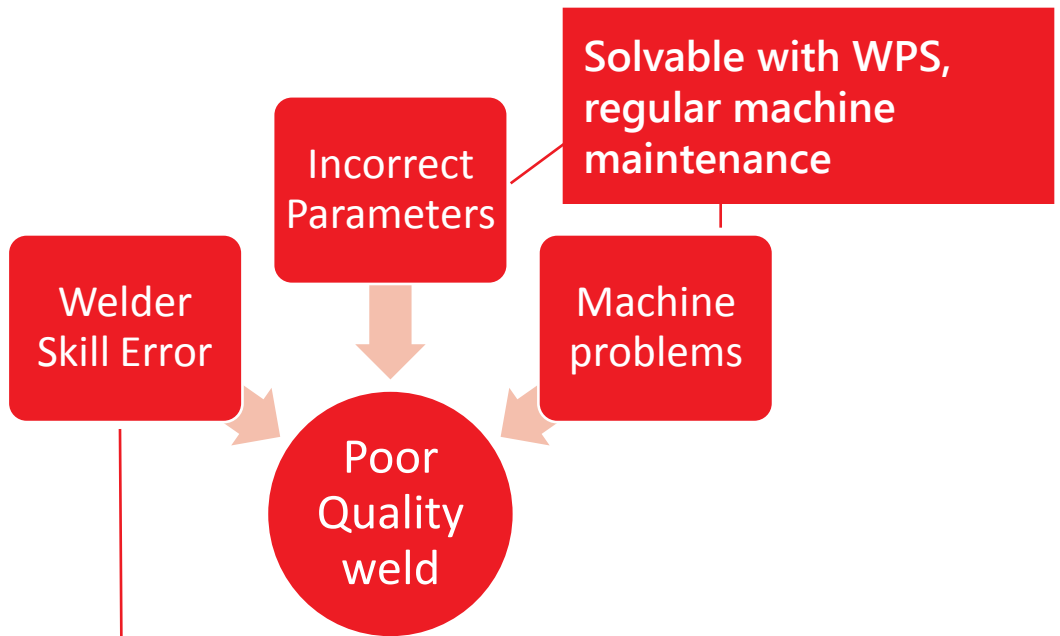 Solvable with WPS,
regular machine
maintenance
Incorrect
Parameters
Welder
Skill Error
Machine
problems
Poor
Quality
weld